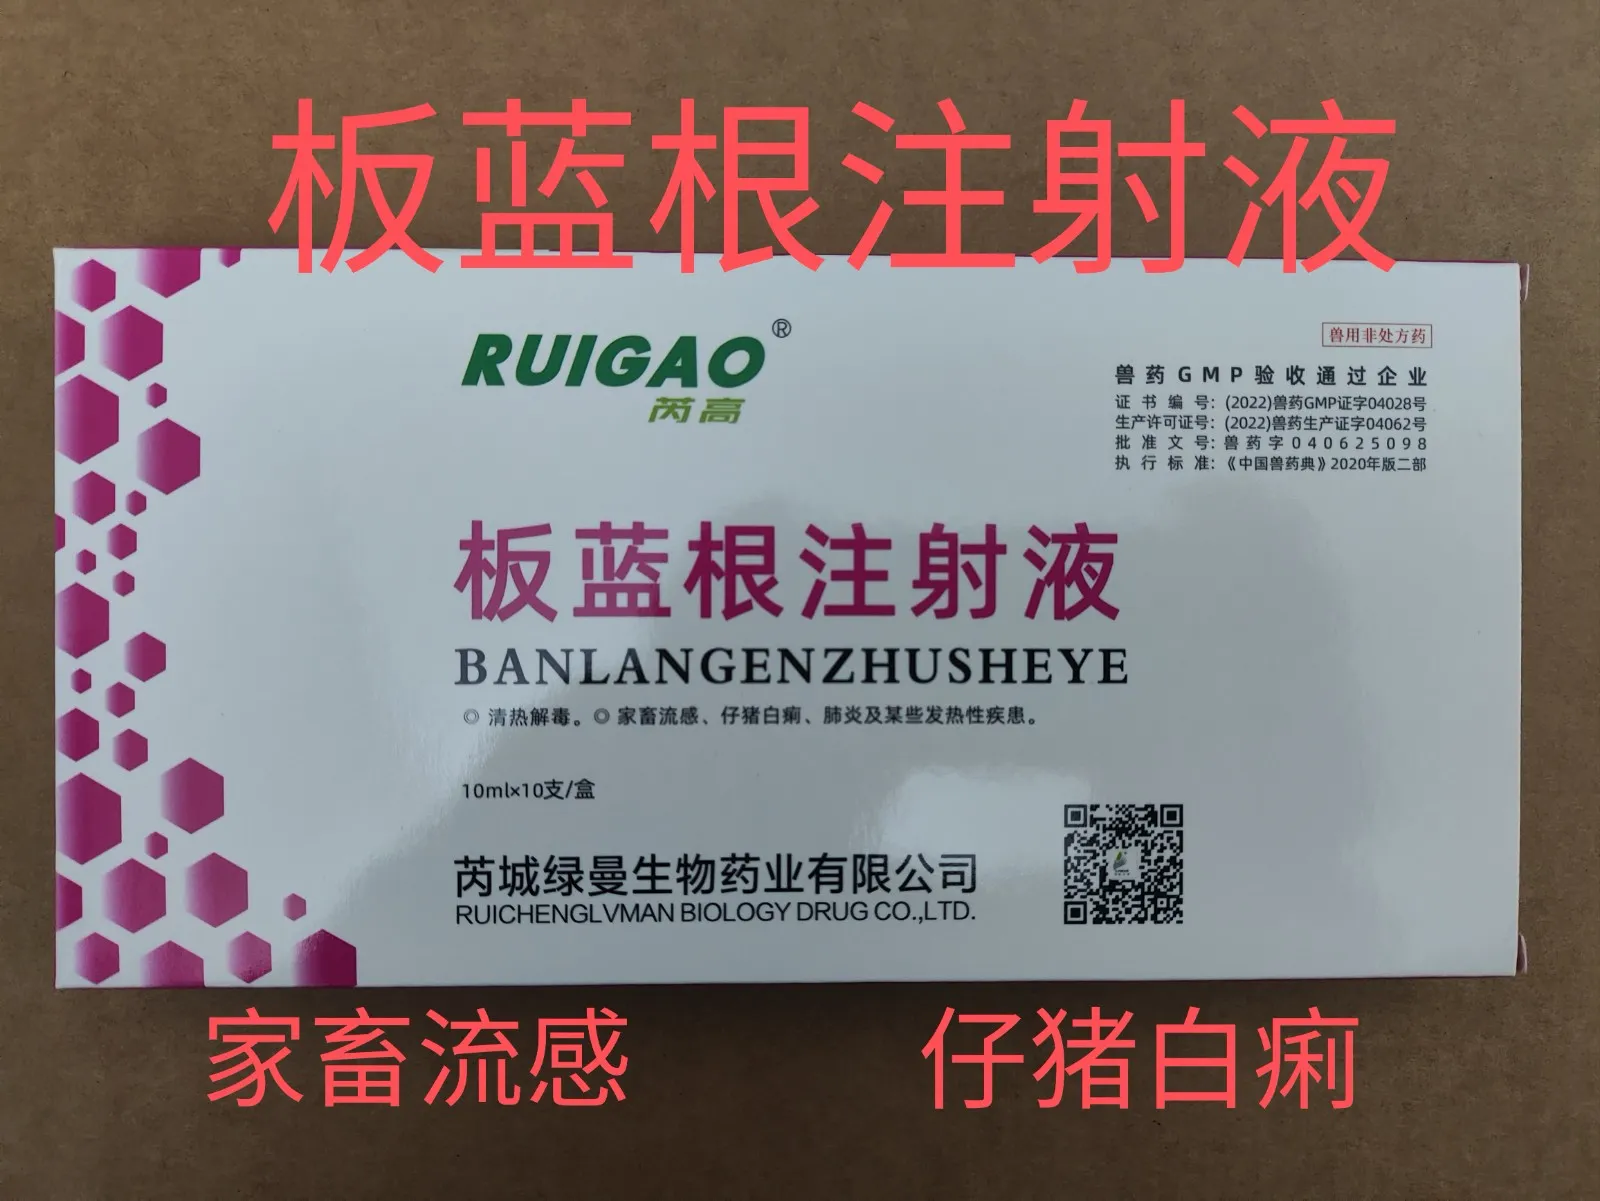 板蓝根注射液
RUIGAO®
芮高
兽用非处方药
兽药GMP验收通过企业
证书编号：(2022)兽药GMP证字04028号
生产许可证号：(2022)兽药生产证字04062号
批准文号：兽药字040625098
执行标准：《中国兽药典》2020年版二部
板蓝根注射液
BANLANGENZHUSHEYE
◎ 清热解毒。◎ 家畜流感、仔猪白痢、肺炎及某些发热性疾患。
10ml×10支/盒
芮城绿曼生物药业有限公司
RUICHENGLVMAN BIOLOGY DRUG CO.,LTD.
家畜流感
仔猪白痢